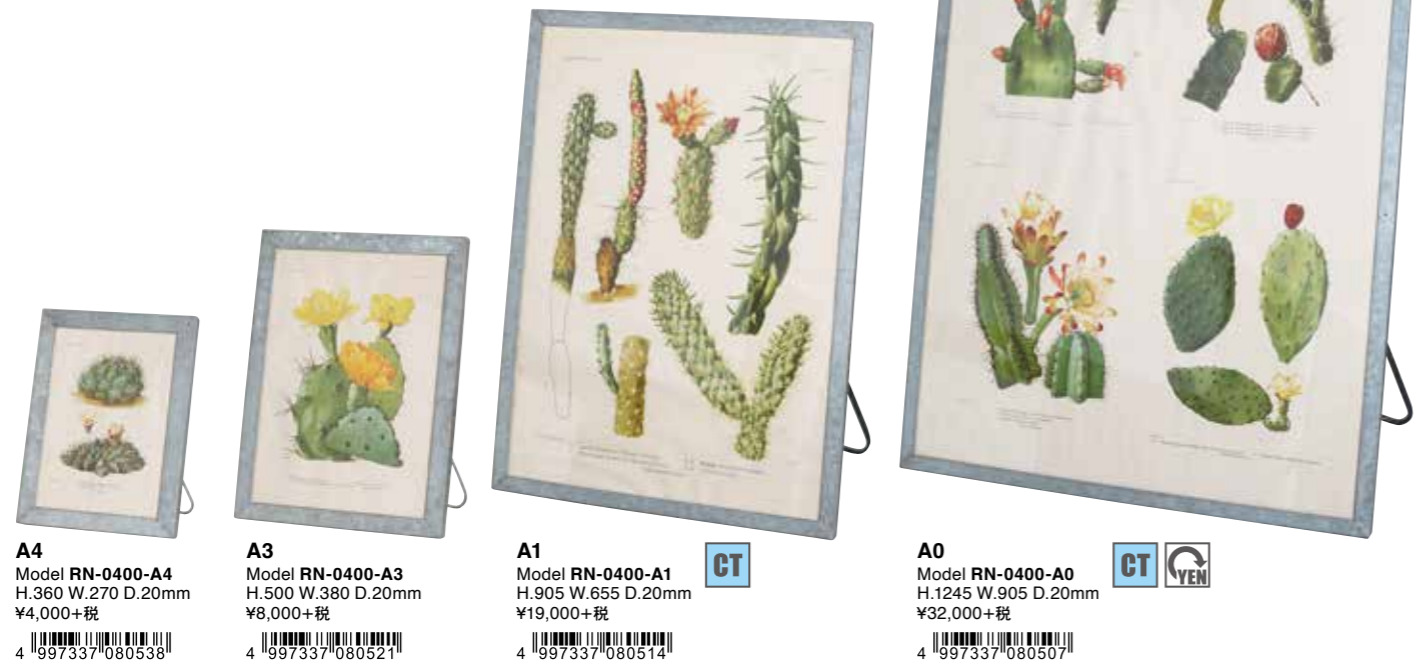 A4
Model RN-0400-A4
H.360 W.270 D.20mm
¥4,000+税
4 997337 080538
A3
Model RN-0400-A3
H.500 W.380 D.20mm
¥8,000+税
4 997337 080521
A1
Model RN-0400-A1
H.905 W.655 D.20mm
¥19,000+税
4 997337 080514
CT
A0
Model RN-0400-A0
H.1245 W.905 D.20mm
¥32,000+税
4 997337 080507
CT
YEN